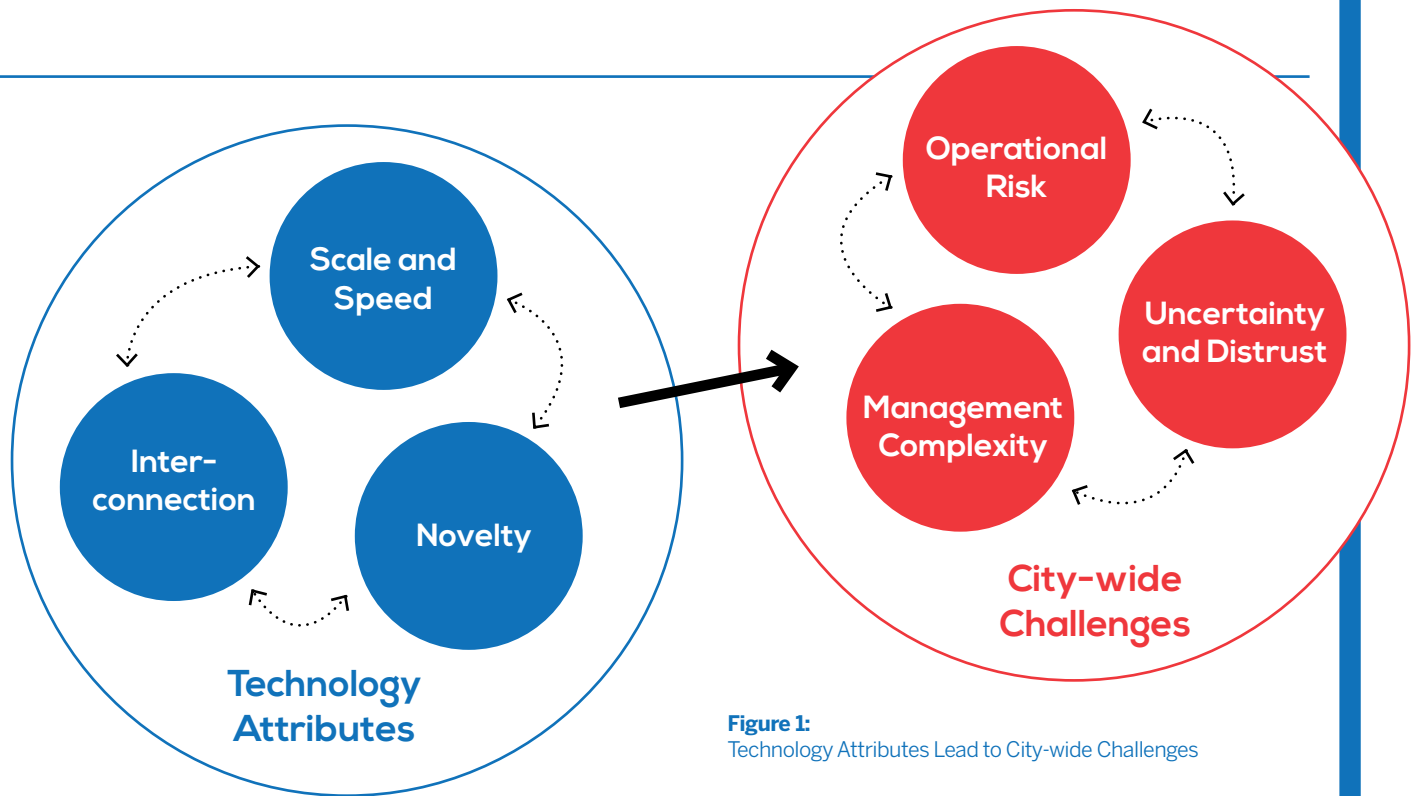 Scale and
Speed
Inter-
connection
Novelty
Technology
Attributes
Operational
Risk
Uncertainty
and Distrust
Management
Complexity
City-wide
Challenges
Figure 1:
Technology Attributes Lead to City-wide Challenges